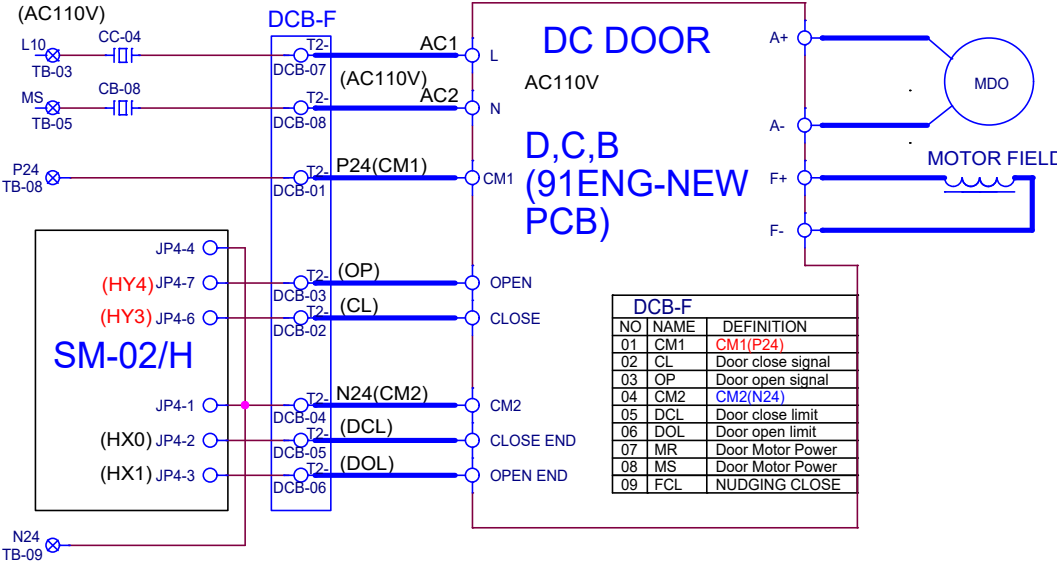 (AC110V)
L10
TB-03
CC-04
MS
TB-05
CB-08
P24
TB-08
DCB-F
T2-
DCB-07
AC1
L
(AC110V)
T2-
DCB-08
AC2
N
T2-
DCB-01
P24(CM1)
CM1
DC DOOR
AC110V
D,C,B
(91ENG-NEW
PCB)
A+
A-
F+
F-
MDO
MOTOR FIELD
JP4-4
(HY4) JP4-7
(HY3) JP4-6
SM-02/H
JP4-1
(HX0) JP4-2
(HX1) JP4-3
N24
TB-09
T2-
DCB-03
(OP)
OPEN
T2-
DCB-02
(CL)
CLOSE
T2-
DCB-04
N24(CM2)
CM2
T2-
DCB-05
(DCL)
CLOSE END
T2-
DCB-06
(DOL)
OPEN END
DCB-F
NO NAME DEFINITION
01 CM1 CM1(P24)
02 CL Door close signal
03 OP Door open signal
04 CM2 CM2(N24)
05 DCL Door close limit
06 DOL Door open limit
07 MR Door Motor Power
08 MS Door Motor Power
09 FCL NUDGING CLOSE